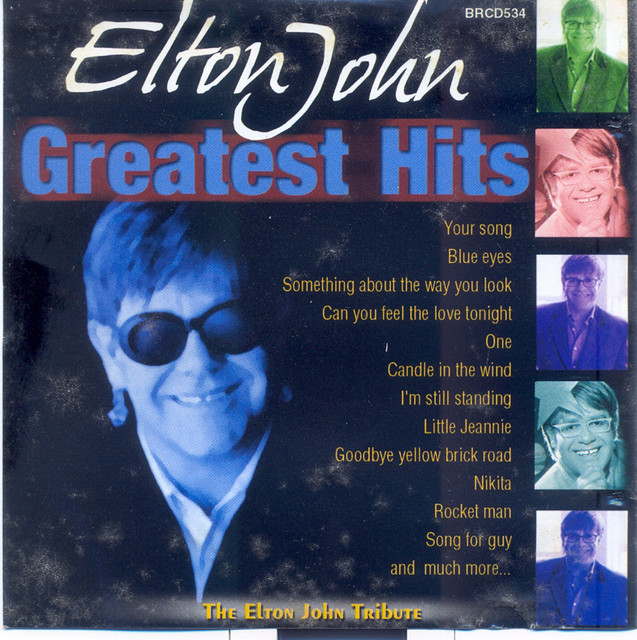 BRCD534
Elton John
Greatest Hits
Your song
Blue eyes
Something about the way you look
Can you feel the love tonight
One
Candle in the wind
I'm still standing
Little Jeannie
Goodbye yellow brick road
Nikita
Rocket man
Song for guy
and much more...
The Elton John Tribute